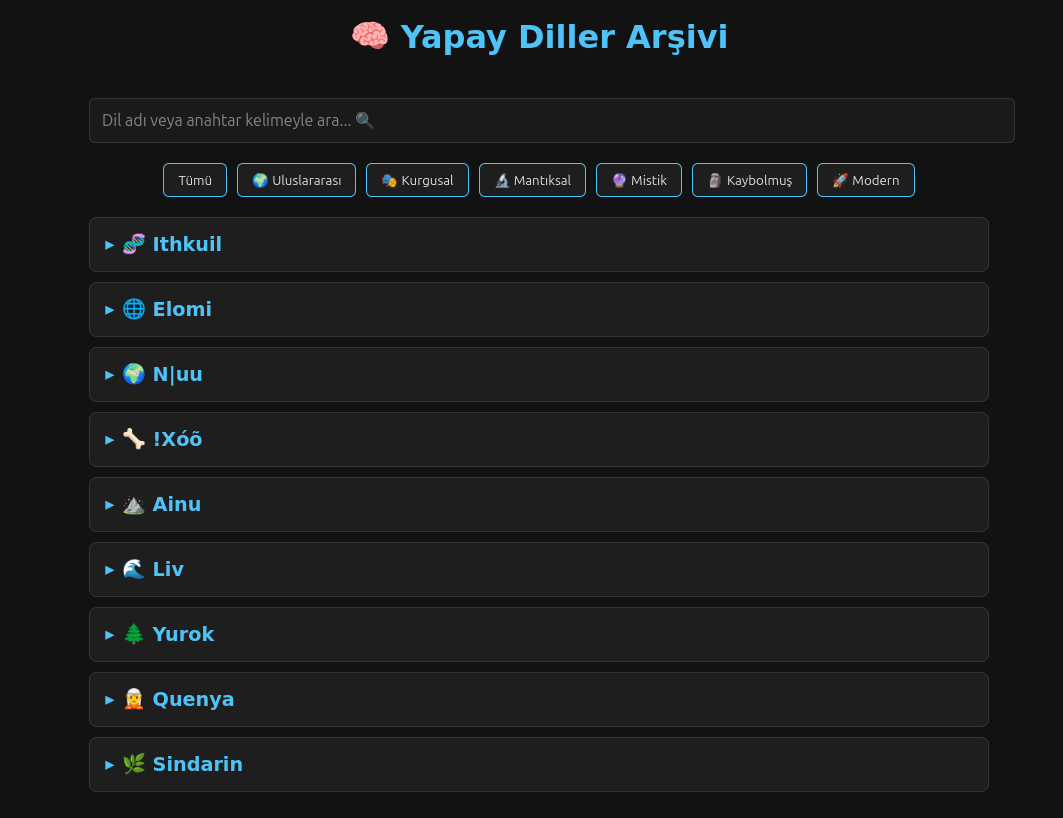 🧠 Yapay Diller Arşivi
Dil adı veya anahtar kelimeyle ara... 🔍
Tümü 🌍 Uluslararası 🎭 Kurgusal 🔬 Mantıksal 🔮 Mistik 🗿 Kaybolmuş 🚀 Modern
▸ 🧬 Ithkuil
▸ 🌐 Elomi
▸ 🌍 N|uu
▸ 🦴 !Xóõ
▸ ⛰️ Ainu
▸ 🌊 Liv
▸ 🌲 Yurok
▸ 🧝 Quenya
▸ 🌿 Sindarin